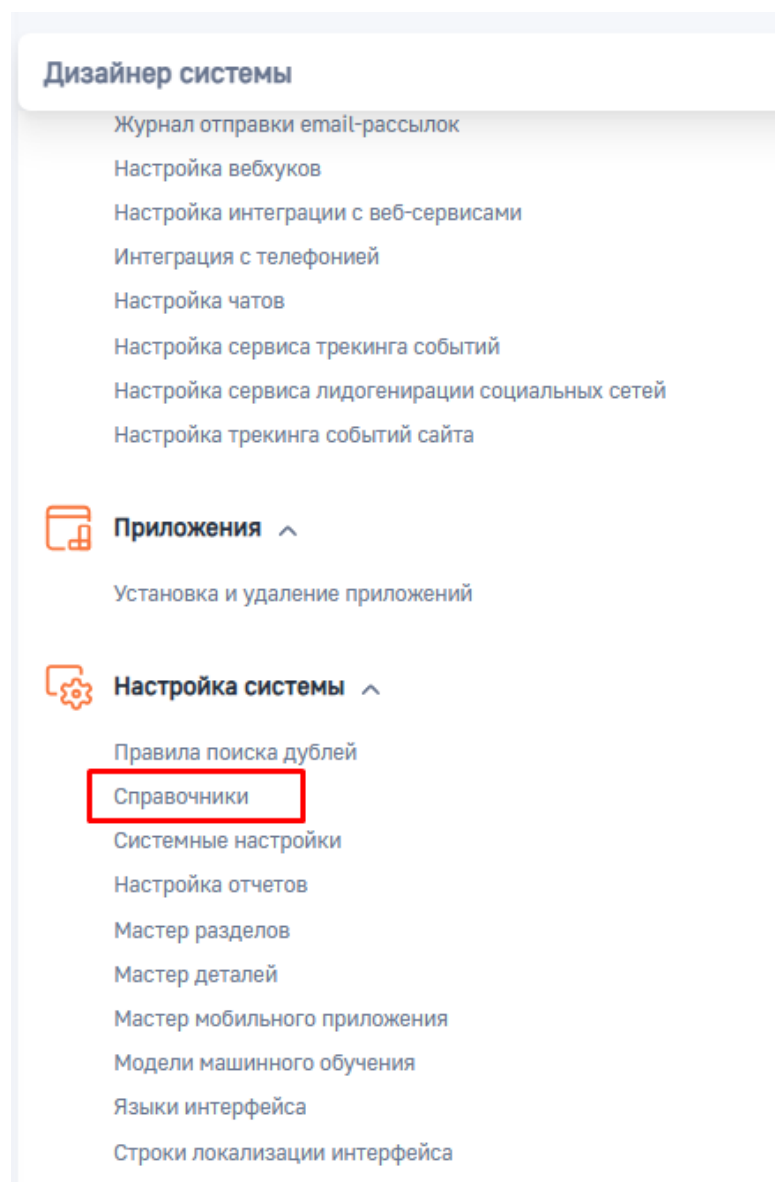 Дизайнер системы
Журнал отправки email-рассылок
Настройка вебхуков
Настройка интеграции с веб-сервисами
Интеграция с телефонией
Настройка чатов
Настройка сервиса трекинга событий
Настройка сервиса лидогенирации социальных сетей
Настройка трекинга событий сайта
Приложения
Установка и удаление приложений
Настройка системы
Правила поиска дублей
Справочники
Системные настройки
Настройка отчетов
Мастер разделов
Мастер деталей
Мастер мобильного приложения
Модели машинного обучения
Языки интерфейса
Строки локализации интерфейса